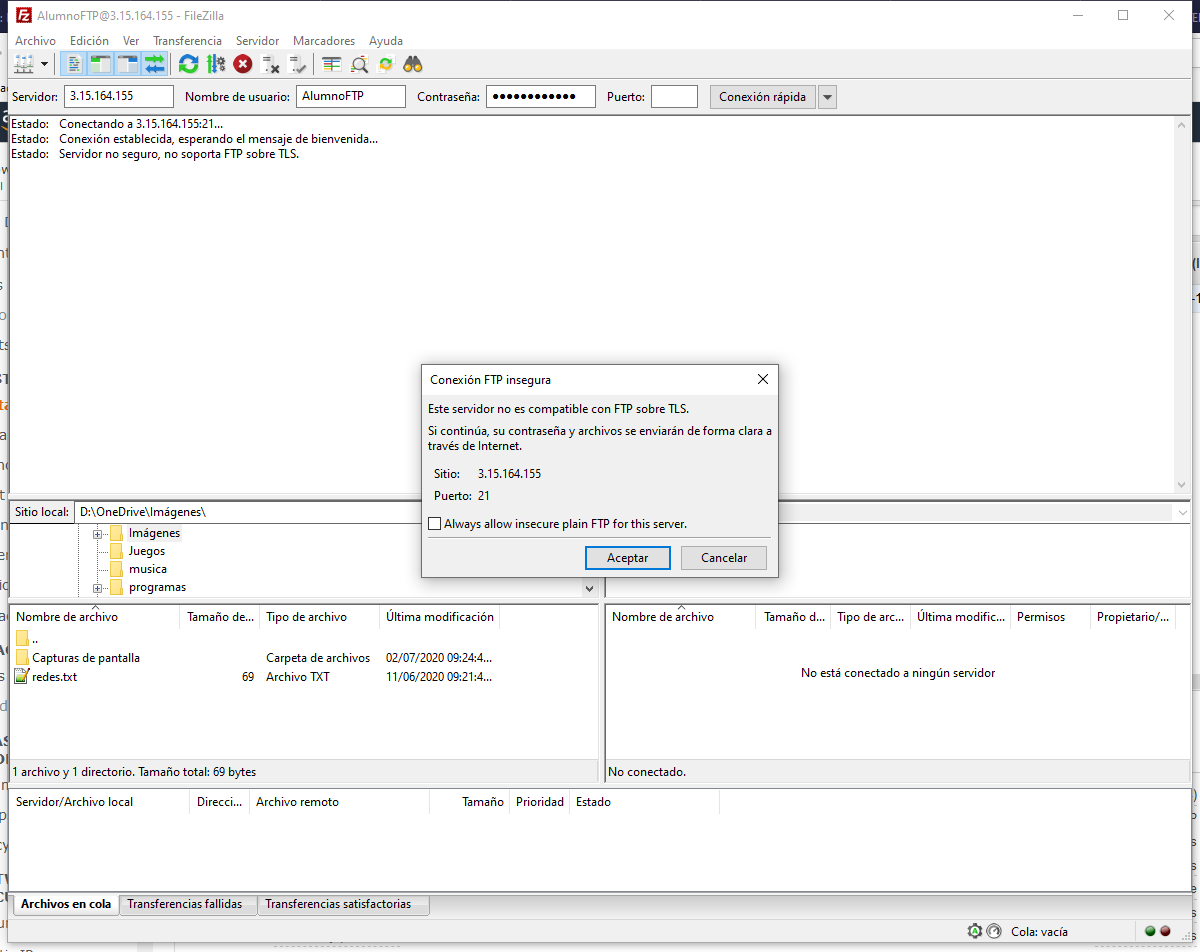 AlumnoFTP@3.15.164.155 - FileZilla
Archivo Edición Ver Transferencia Servidor Marcadores Ayuda
Servidor: 3.15.164.155 Nombre de usuario: AlumnoFTP Contraseña: ●●●●●●●●●●●● Puerto: Conexión rápida
Estado: Conectando a 3.15.164.155:21...
Estado: Conexión establecida, esperando el mensaje de bienvenida...
Estado: Servidor no seguro, no soporta FTP sobre TLS.
Conexión FTP insegura
Este servidor no es compatible con FTP sobre TLS.
Si continúa, su contraseña y archivos se enviarán de forma clara a
través de Internet.
Sitio: 3.15.164.155
Puerto: 21
Always allow insecure plain FTP for this server.
Aceptar Cancelar
Sitio local: D:\OneDrive\Imágenes\
Imágenes
Juegos
musica
programas
Nombre de archivo Tamaño de... Tipo de archivo Última modificación
..
Capturas de pantalla Carpeta de archivos 02/07/2020 09:24:4...
redes.txt 69 Archivo TXT 11/06/2020 09:21:4...
1 archivo y 1 directorio. Tamaño total: 69 bytes
Nombre de archivo Tamaño d... Tipo de arc... Última modific... Permisos Propietario/...
No está conectado a ningún servidor
No conectado.
Servidor/Archivo local Direcci... Archivo remoto Tamaño Prioridad Estado
Archivos en cola Transferencias fallidas Transferencias satisfactorias
Cola: vacía